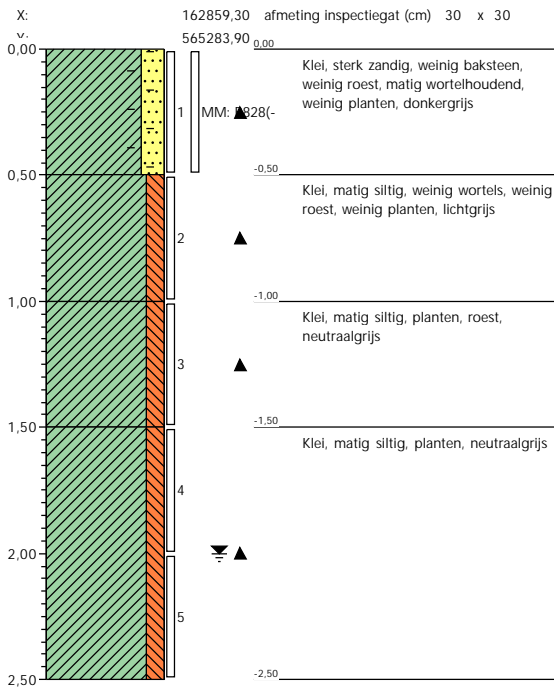 X: 162859,30 afmeting inspectiegat (cm) 30 x 30
565283,90
0,00 0,00
Klei, sterk zandig, weinig baksteen,
weinig roest, matig wortelhoudend,
weinig planten, donkergrijs
1 MM:
0,50 -0,50
Klei, matig siltig, weinig wortels, weinig
roest, weinig planten, lichtgrijs
2
1,00 -1,00
Klei, matig siltig, planten, roest,
neutraalgrijs
3
1,50 -1,50
Klei, matig siltig, planten, neutraalgrijs
4
2,00
5
2,50 -2,50